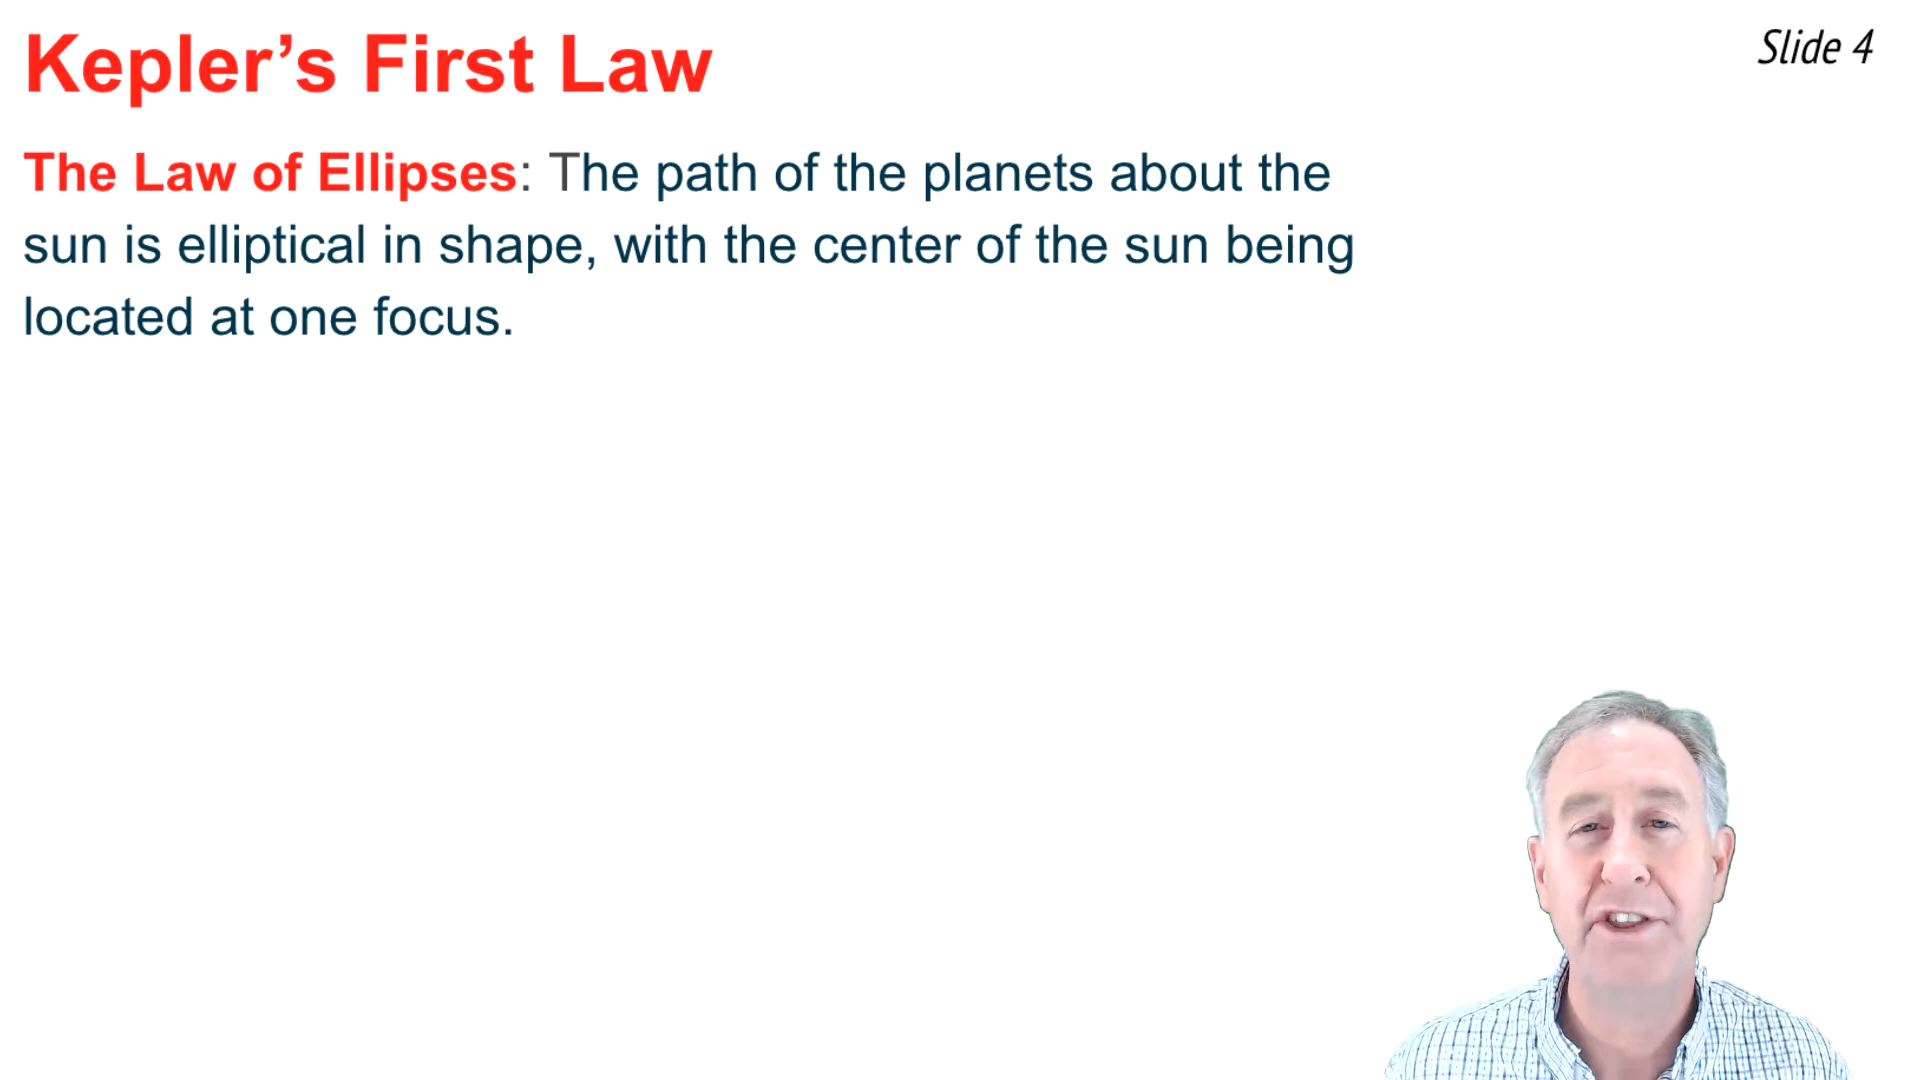 Kepler’s First Law
Slide 4
The Law of Ellipses: The path of the planets about the
sun is elliptical in shape, with the center of the sun being
located at one focus.